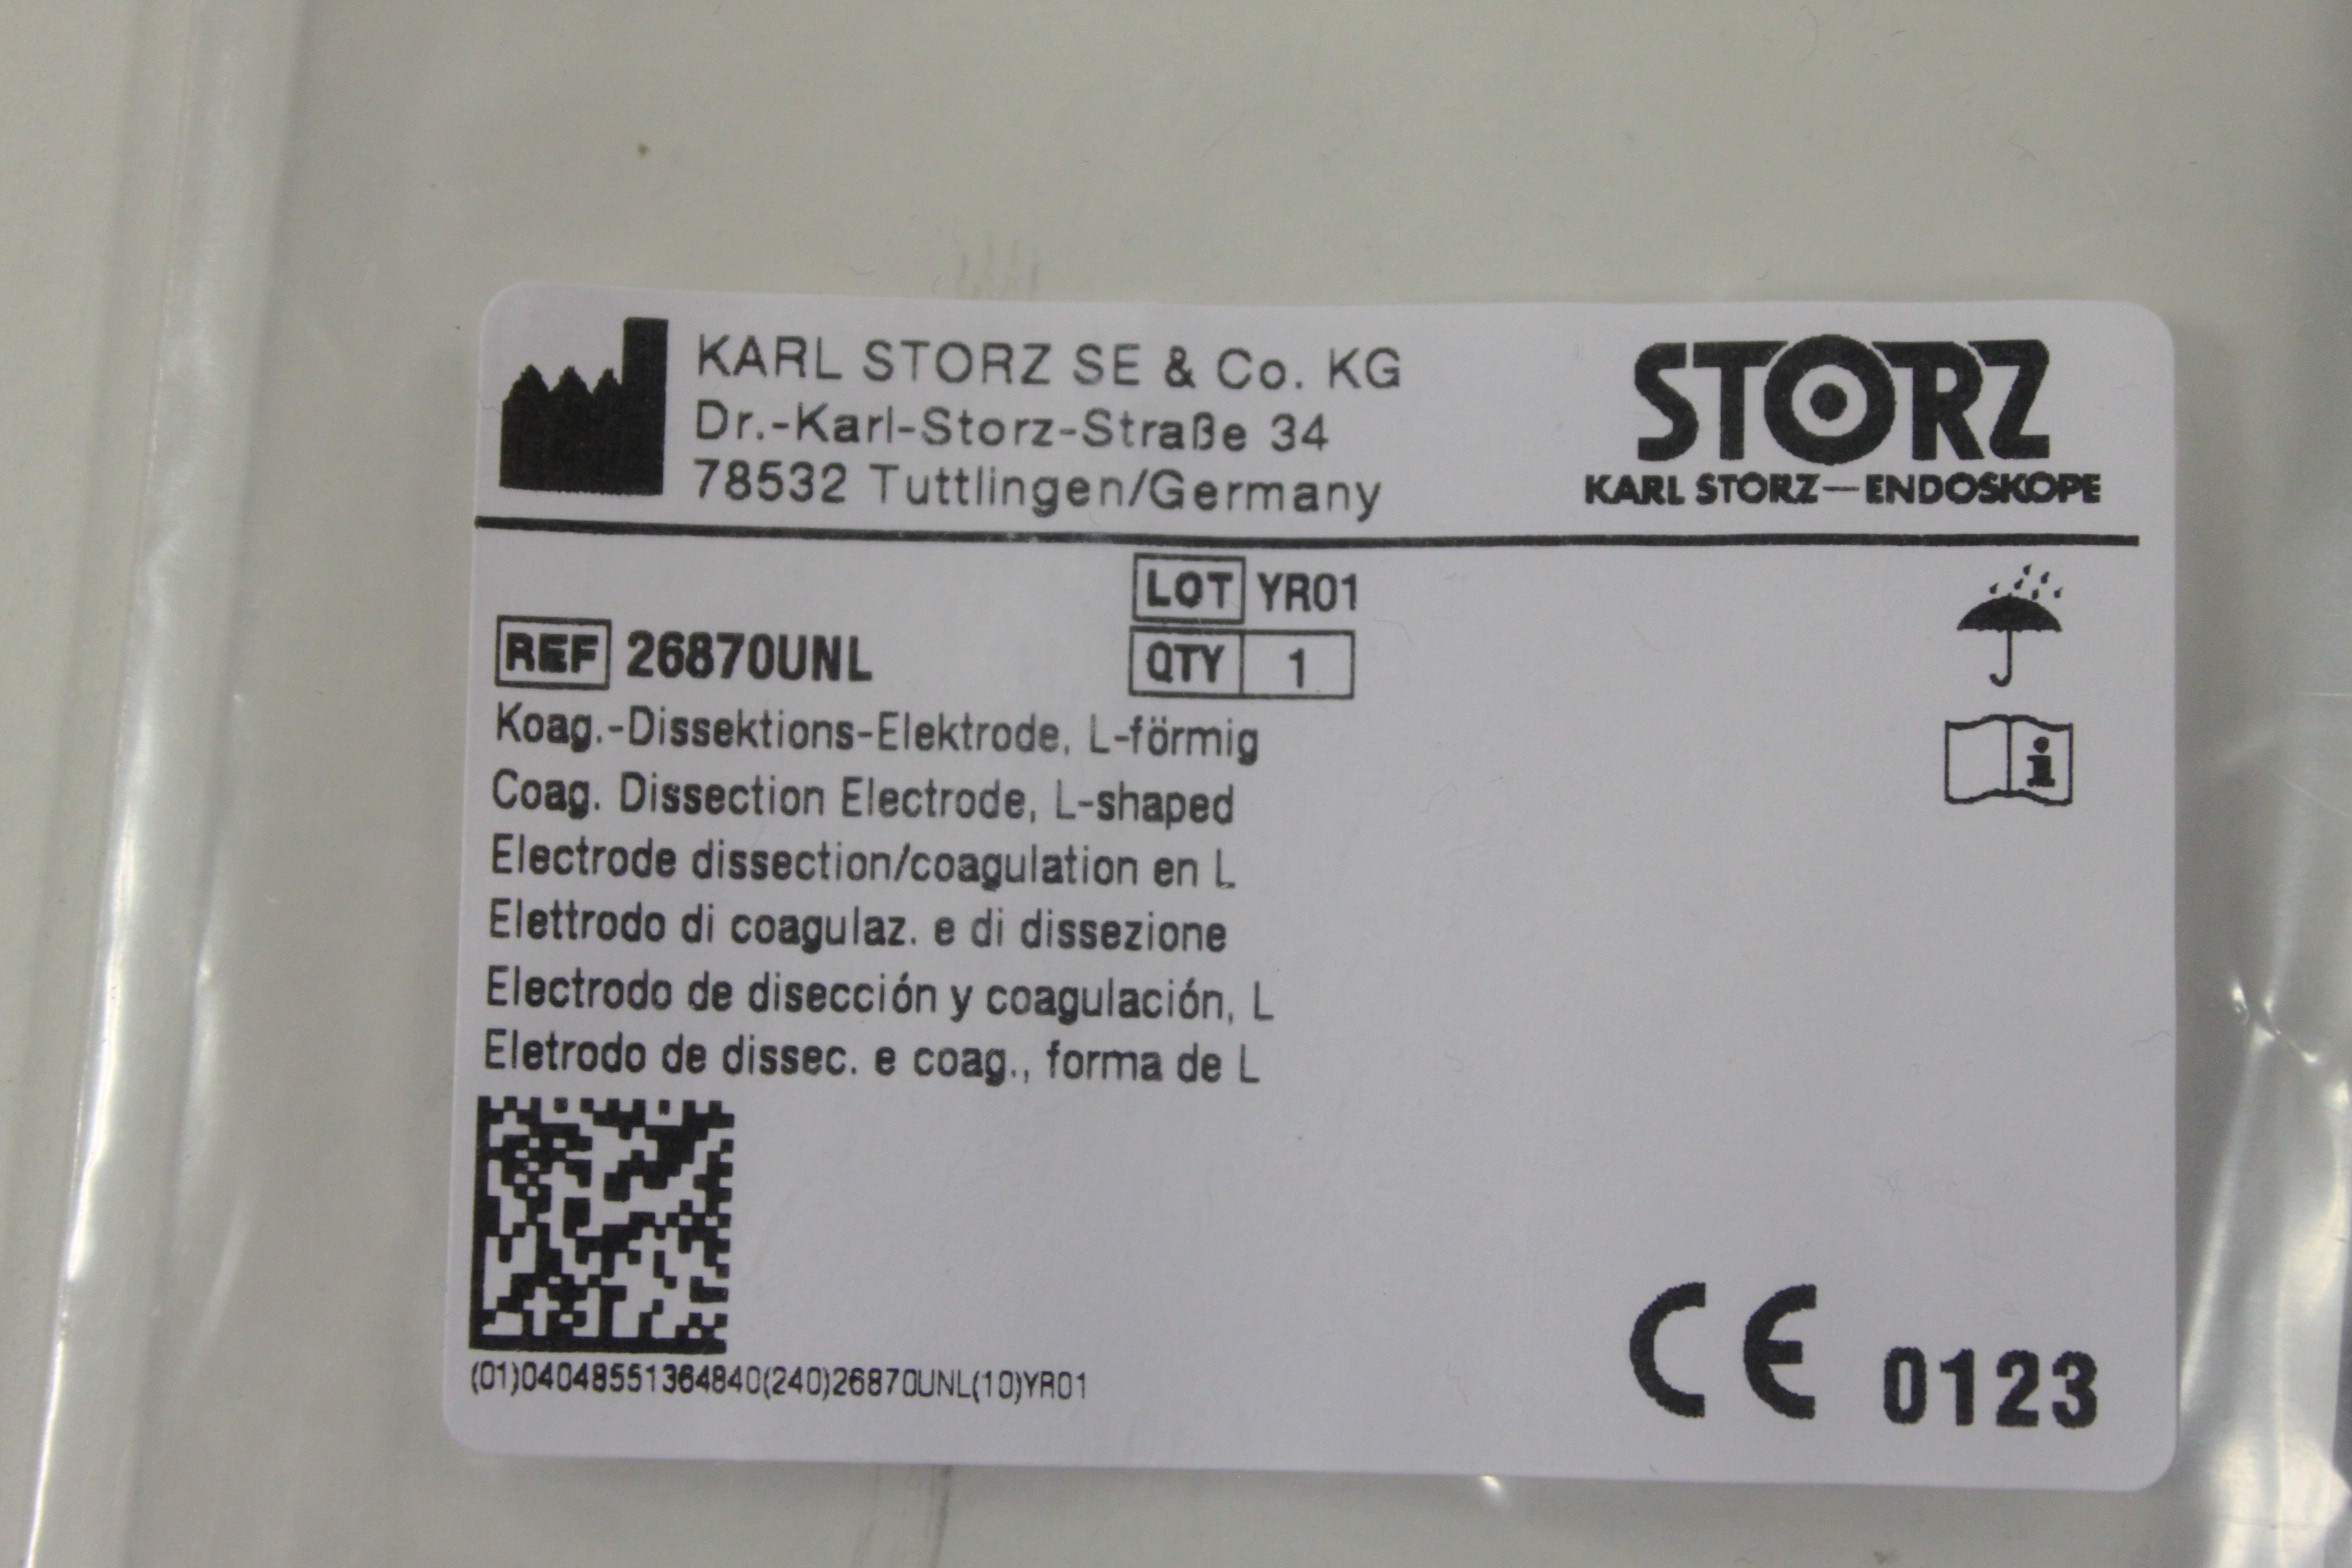 KARL STORZ SE & Co. KG
Dr.-Karl-Storz-Straße 34
78532 Tuttlingen/Germany
STORZ
KARL STORZ—ENDOSKOPE
LOT YR01
REF 26870UNL
QTY 1
Koag.-Dissektions-Elektrode, L-förmig
Coag. Dissection Electrode, L-shaped
Electrode dissection/coagulation en L
Elettrodo di coagulaz. e di dissezione
Electrodo de disección y coagulación, L
Eletrodo de dissec. e coag., forma de L
(01)04048551364840(240)26870UNL(10)YR01
CE 0123